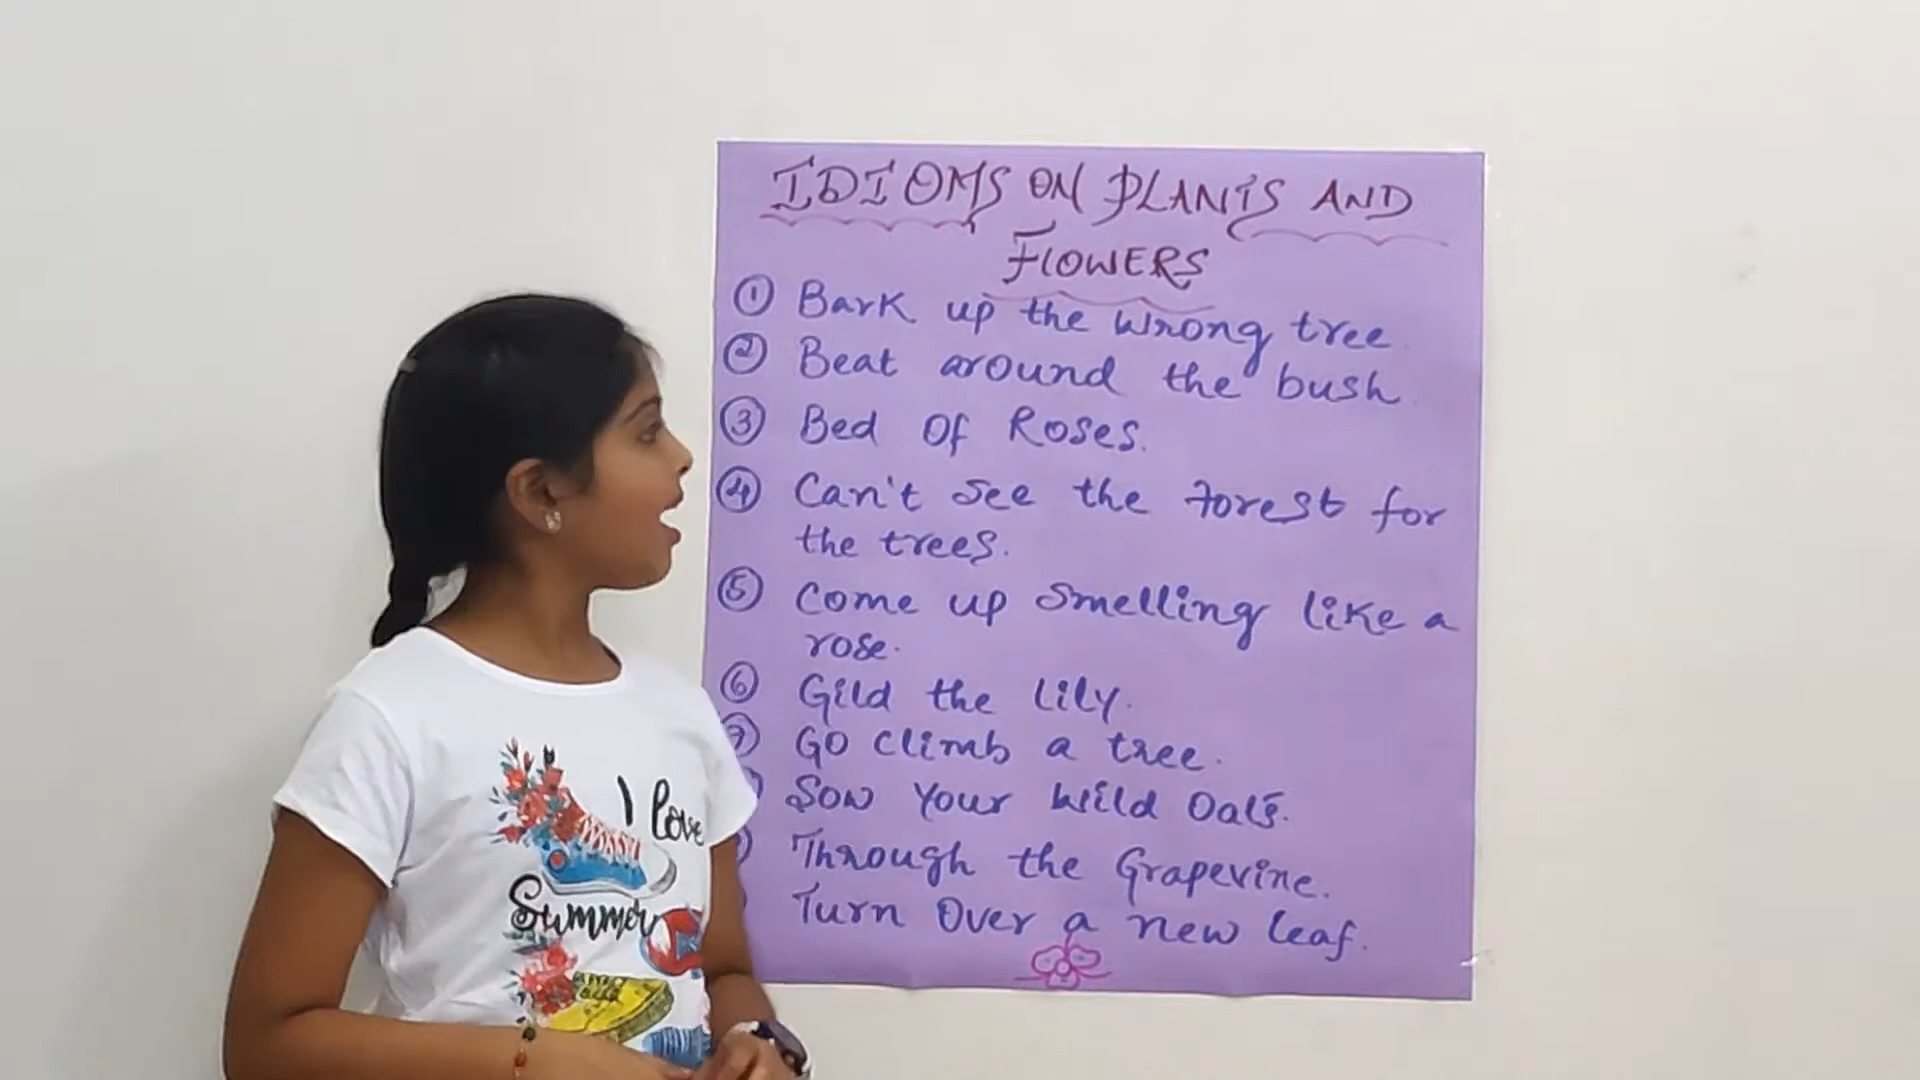 IDIOMS ON PLANTS AND
FLOWERS
① Bark up the wrong tree
② Beat around the bush
③ Bed Of Roses.
④ Can't see the forest for
the trees.
⑤ Come up smelling like a
rose.
⑥ Gild the lily.
⑦ Go climb a tree.
Sow Your Wild Oats.
Through the Grapevine.
Turn Over a new leaf.
I love
Summer